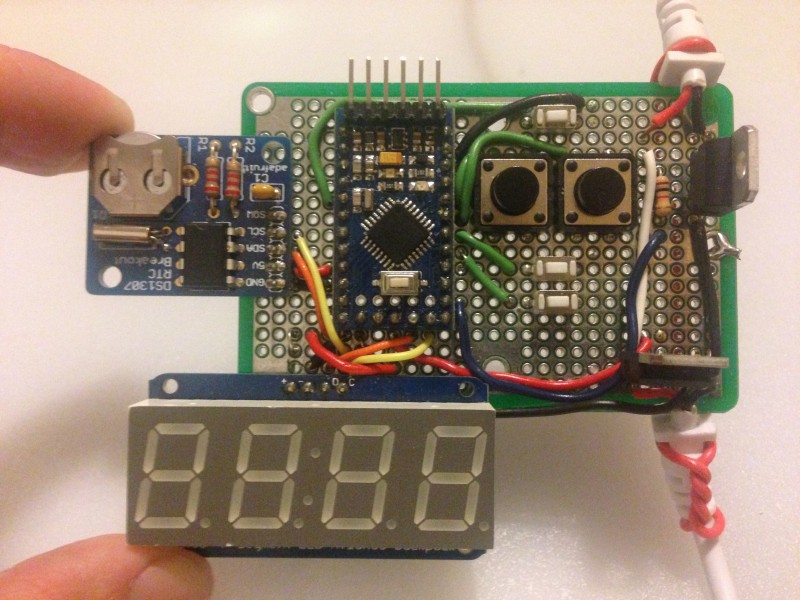 R1
R2
adafruit
C1
SQW
SCL
SDA
5V
GND
DS1307
RTC
Breakout
+
-
D
C